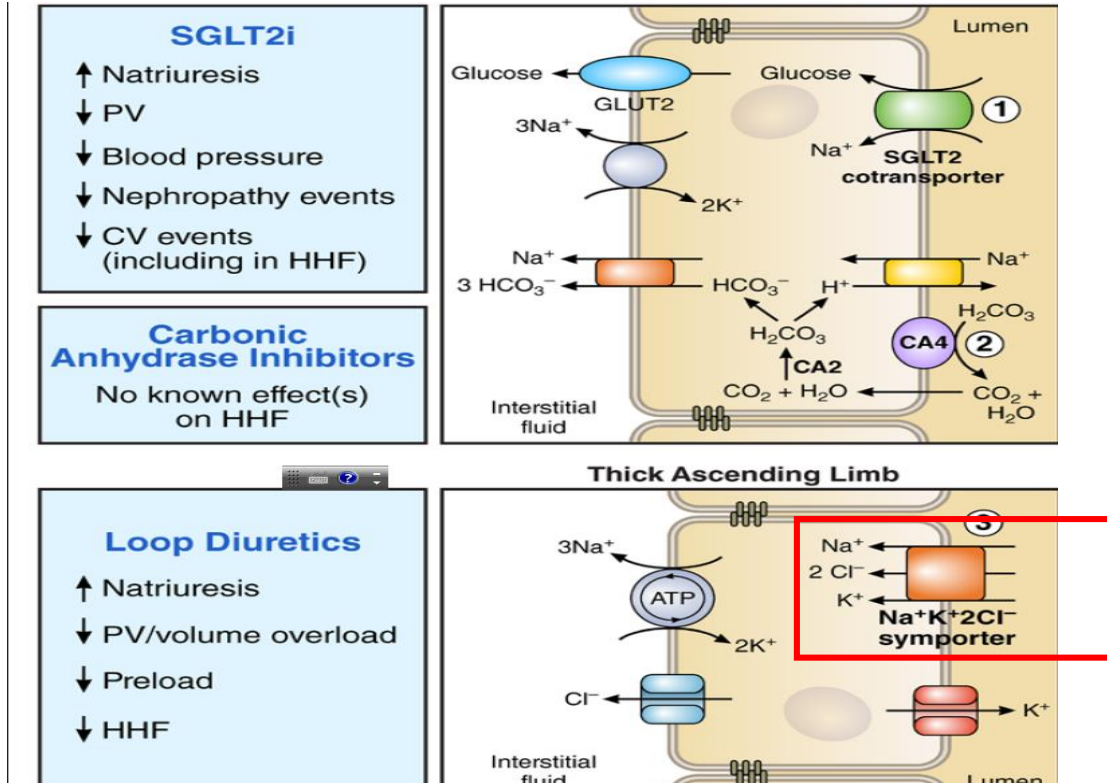 SGLT2i
↑ Natriuresis
↓ PV
↓ Blood pressure
↓ Nephropathy events
↓ CV events
(including in HHF)
Carbonic
Anhydrase Inhibitors
No known effect(s)
on HHF
Lumen
Glucose
GLUT2
Glucose
1
3Na⁺
Na⁺
SGLT2
cotransporter
2K⁺
Na⁺
Na⁺
3 HCO₃⁻
HCO₃⁻
H⁺
H₂CO₃
H₂CO₃
CA4
2
CA2
CO₂ + H₂O
CO₂ +
H₂O
Interstitial
fluid
Thick Ascending Limb
Loop Diuretics
↑ Natriuresis
↓ PV/volume overload
↓ Preload
↓ HHF
3
3Na⁺
Na⁺
2 Cl⁻
K⁺
ATP
Na⁺K⁺2Cl⁻
symporter
2K⁺
Cl⁻
K⁺
Interstitial
fluid
Lumen